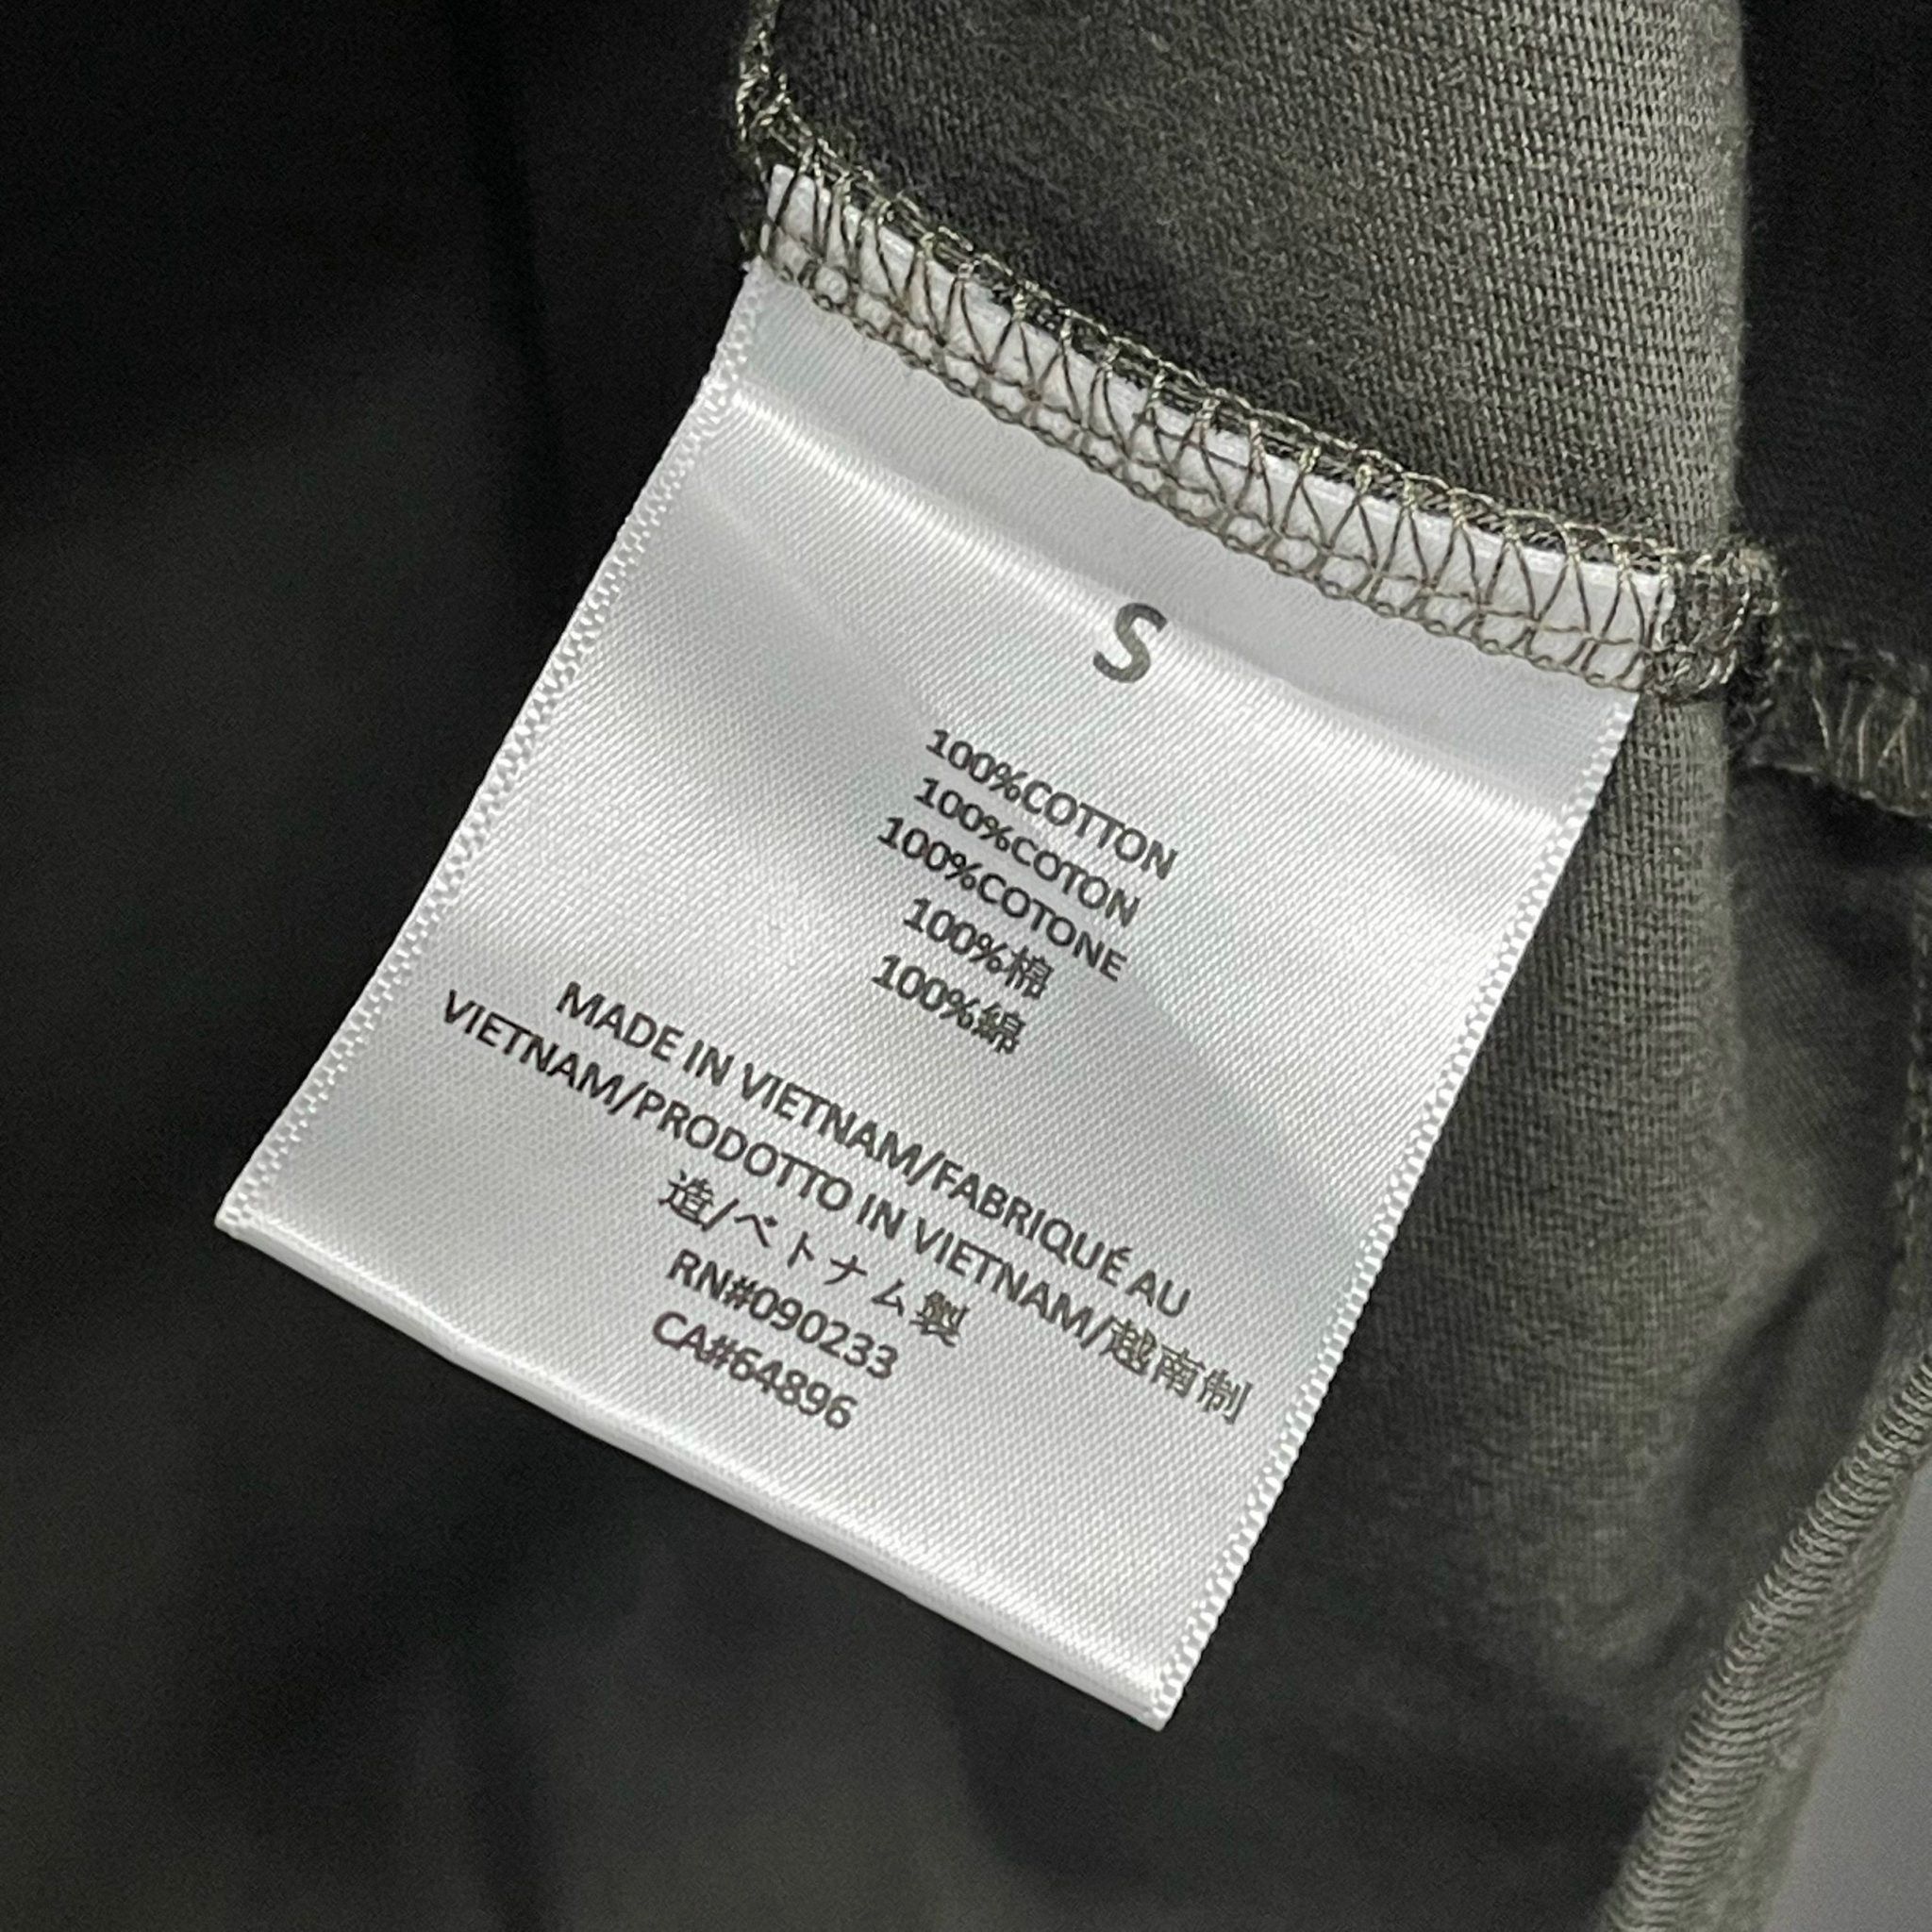 S
100%COTTON
100%COTON
100%COTONE
100%棉
100%綿
MADE IN VIETNAM/FABRIQUÉ AU
VIETNAM/PRODOTTO IN VIETNAM/越南制
造/ベトナム製
RN#090233
CA#64896